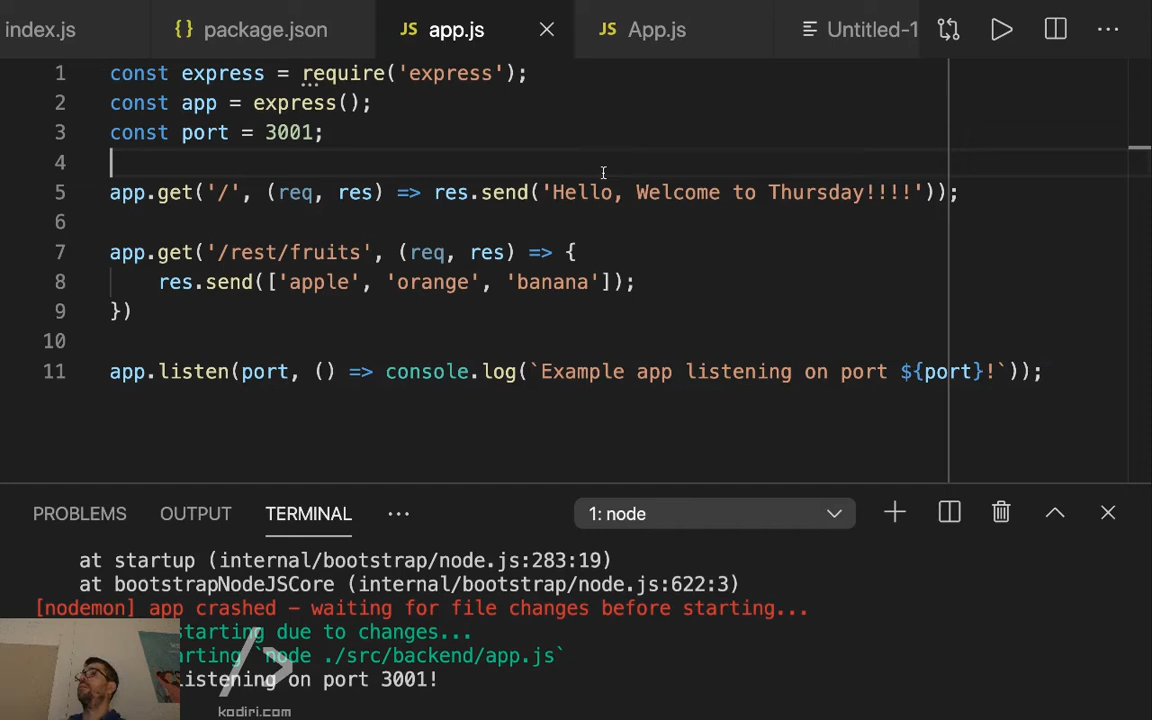 index.js {} package.json JS app.js JS App.js Untitled-1
1 const express = require('express');
2 const app = express();
3 const port = 3001;
4
5 app.get('/', (req, res) => res.send('Hello, Welcome to Thursday!!!!'));
6
7 app.get('/rest/fruits', (req, res) => {
8 res.send(['apple', 'orange', 'banana']);
9 })
10
11 app.listen(port, () => console.log(`Example app listening on port ${port}!`));
PROBLEMS OUTPUT TERMINAL 1: node
at startup (internal/bootstrap/node.js:283:19)
at bootstrapNodeJSCore (internal/bootstrap/node.js:622:3)
[nodemon] app crashed - waiting for file changes before starting...
starting due to changes...
arting `node ./src/backend/app.js`
listening on port 3001!
</>
kodiri.com